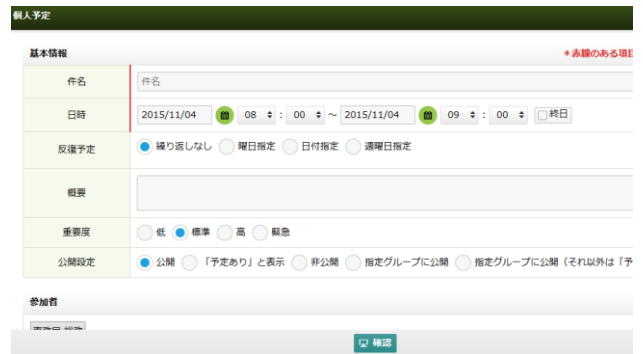 個人予定
基本情報 *赤線のある項目
件名 件名
日時 2015/11/04 08 : 00 ～ 2015/11/04 09 : 00 終日
反復予定 繰り返しなし 曜日指定 日付指定 週曜日指定
概要
重要度 低 標準 高 緊急
公開設定 公開 「予定あり」と表示 非公開 指定グループに公開 指定グループに公開（それ以外は「予
参加者
確認